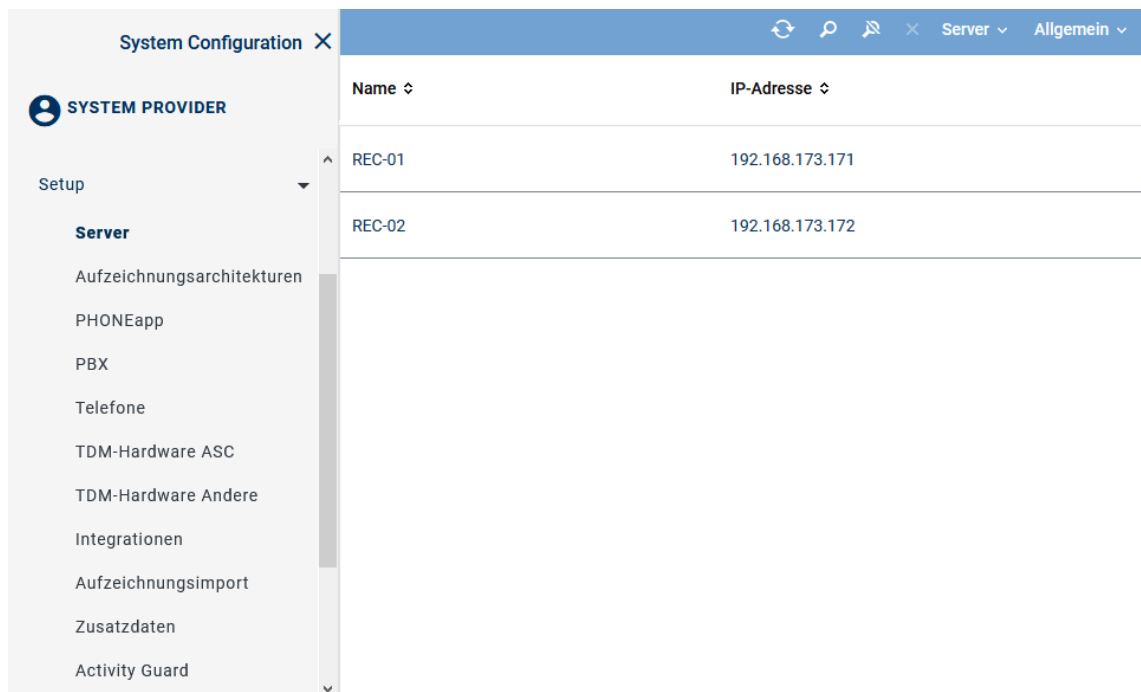 System Configuration
Server Allgemein
SYSTEM PROVIDER
Name IP-Adresse
REC-01 192.168.173.171
REC-02 192.168.173.172
Setup
Server
Aufzeichnungsarchitekturen
PHONEapp
PBX
Telefone
TDM-Hardware ASC
TDM-Hardware Andere
Integrationen
Aufzeichnungsimport
Zusatzdaten
Activity Guard